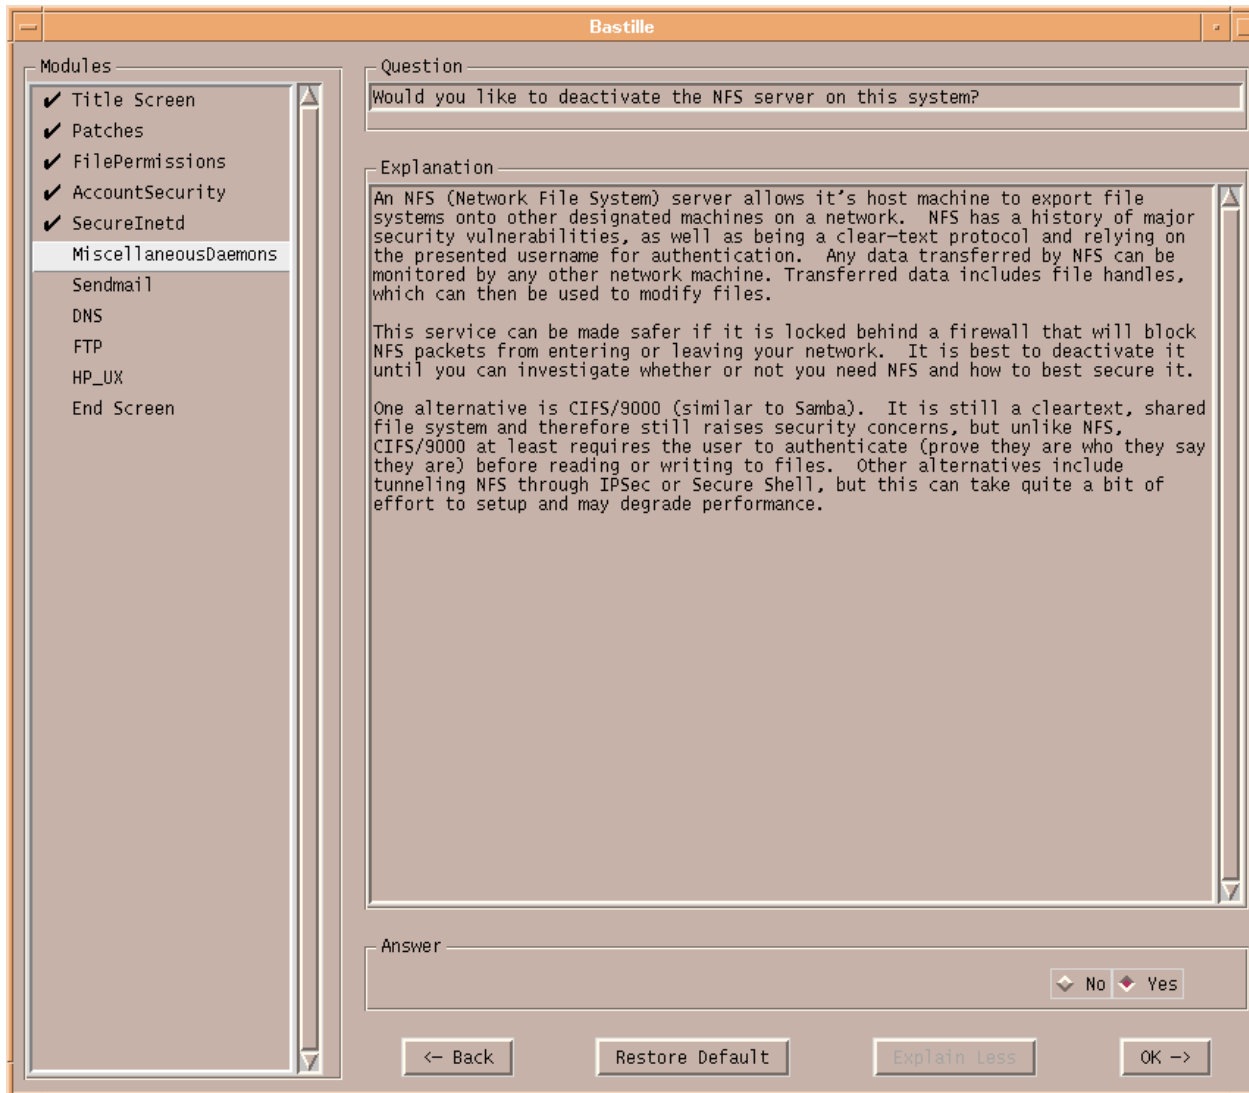 Bastille
Modules
✔ Title Screen
✔ Patches
✔ FilePermissions
✔ AccountSecurity
✔ SecureInetd
MiscellaneousDaemons
Sendmail
DNS
FTP
HP_UX
End Screen
Question
Would you like to deactivate the NFS server on this system?
Explanation
An NFS (Network File System) server allows it's host machine to export file
systems onto other designated machines on a network.  NFS has a history of major
security vulnerabilities, as well as being a clear-text protocol and relying on
the presented username for authentication.  Any data transferred by NFS can be
monitored by any other network machine. Transferred data includes file handles,
which can then be used to modify files.
This service can be made safer if it is locked behind a firewall that will block
NFS packets from entering or leaving your network.  It is best to deactivate it
until you can investigate whether or not you need NFS and how to best secure it.
One alternative is CIFS/9000 (similar to Samba).  It is still a cleartext, shared
file system and therefore still raises security concerns, but unlike NFS,
CIFS/9000 at least requires the user to authenticate (prove they are who they say
they are) before reading or writing to files.  Other alternatives include
tunneling NFS through IPSec or Secure Shell, but this can take quite a bit of
effort to setup and may degrade performance.
Answer
No Yes
<- Back Restore Default Explain Less OK ->